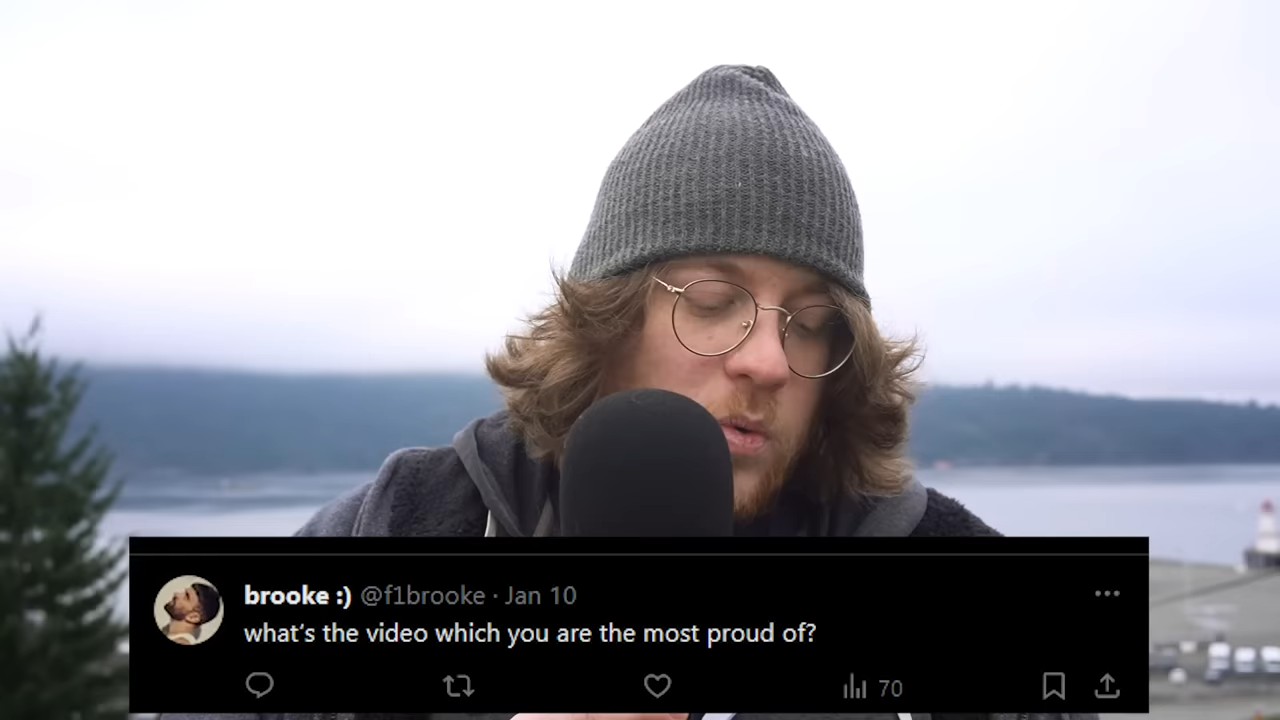 brooke :) @f1brooke · Jan 10
what's the video which you are the most proud of?
70